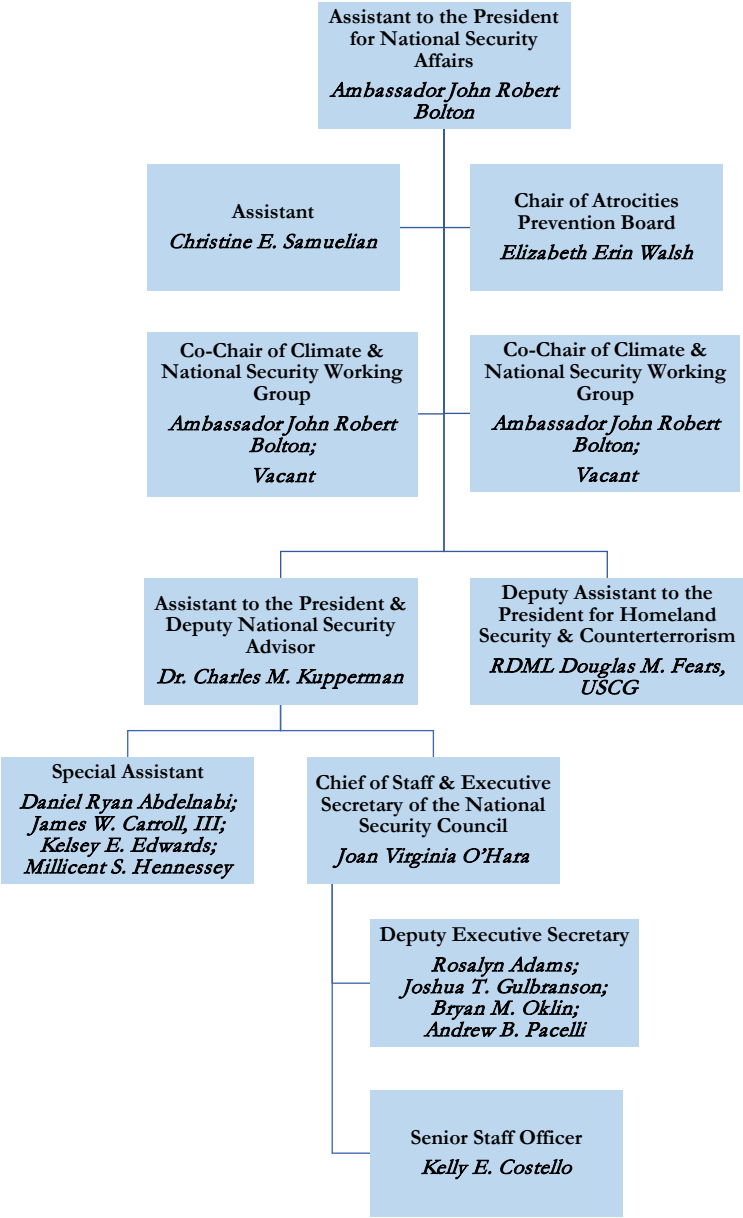 Assistant to the President
for National Security
Affairs
Ambassador John Robert
Bolton
Assistant
Christine E. Samuelian
Chair of Atrocities
Prevention Board
Elizabeth Erin Walsh
Co-Chair of Climate &
National Security Working
Group
Ambassador John Robert
Bolton;
Vacant
Co-Chair of Climate &
National Security Working
Group
Ambassador John Robert
Bolton;
Vacant
Assistant to the President &
Deputy National Security
Advisor
Dr. Charles M. Kupperman
Deputy Assistant to the
President for Homeland
Security & Counterterrorism
RDML Douglas M. Fears,
USCG
Special Assistant
Daniel Ryan Abdelnabi;
James W. Carroll, III;
Kelsey E. Edwards;
Millicent S. Hennessey
Chief of Staff & Executive
Secretary of the National
Security Council
Joan Virginia O'Hara
Deputy Executive Secretary
Rosalyn Adams;
Joshua T. Gulbranson;
Bryan M. Oklin;
Andrew B. Pacelli
Senior Staff Officer
Kelly E. Costello